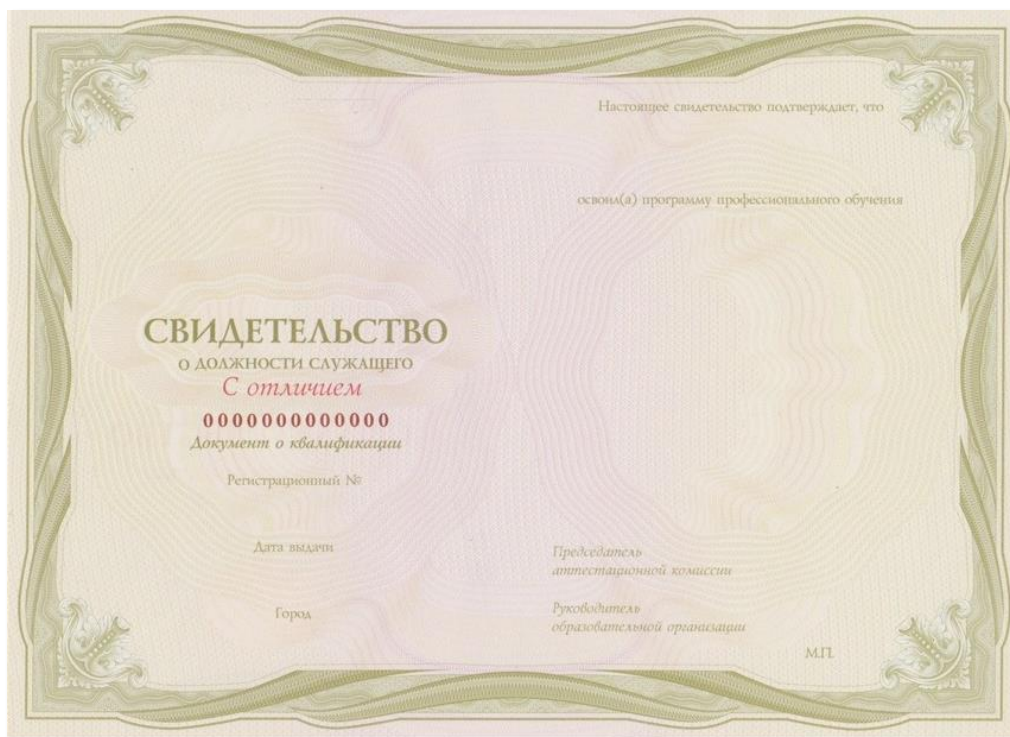 СВИДЕТЕЛЬСТВО
О ДОЛЖНОСТИ СЛУЖАЩЕГО
С отличием
0000000000000
Документ о квалификации
Регистрационный №
Дата выдачи
Город
Настоящее свидетельство подтверждает, что
освоил(а) программу профессионального обучения
Председатель
аттестационной комиссии
Руководитель
образовательной организации
М.П.